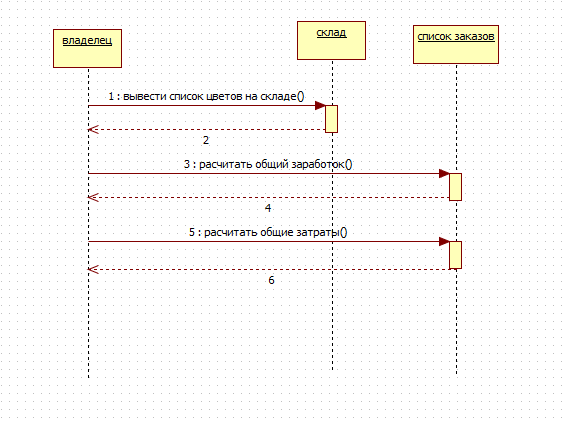 владелец
склад
список заказов
1 : вывести список цветов на складе()
2
3 : расчитать общий заработок()
4
5 : расчитать общие затраты()
6